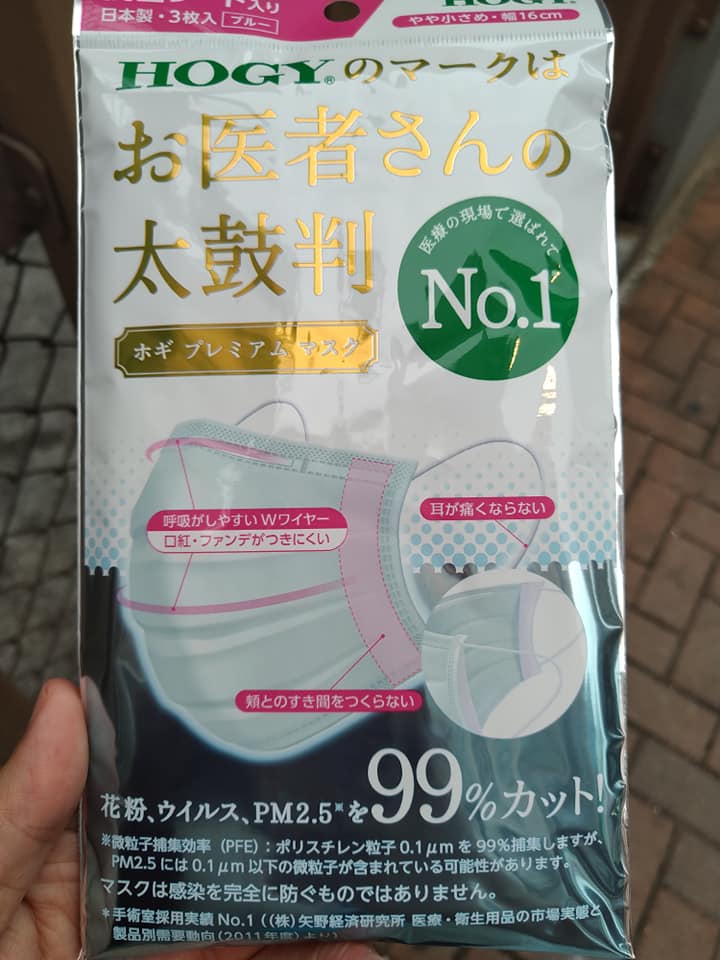 入り
日本製・3枚入 ブルー
HOGY
やや小さめ・幅16cm
HOGY®のマークは
お医者さんの
太鼓判
医療の現場で選ばれて
No.1
ホギ プレミアム マスク
呼吸がしやすいWワイヤー
口紅・ファンデがつきにくい
耳が痛くならない
頬とのすき間をつくらない
花粉、ウイルス、PM2.5※を99%カット!
※微粒子捕集効率（PFE）：ポリスチレン粒子0.1μmを99%捕集しますが、
PM2.5には0.1μm以下の微粒子が含まれている可能性があります。
マスクは感染を完全に防ぐものではありません。
*手術室採用実績No.1（(株)矢野経済研究所 医療・衛生用品の市場実態と
製品別需要動向(2011年度)より）